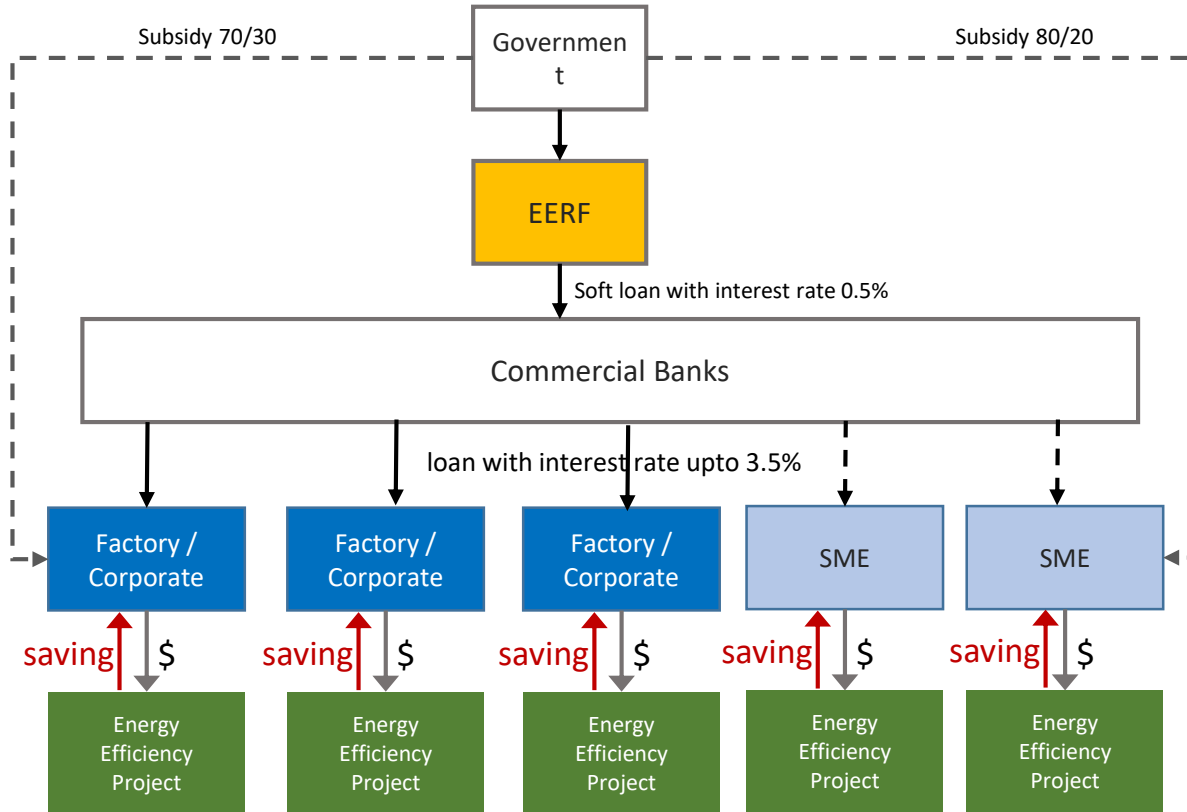 Subsidy 70/30
Governmen
t
Subsidy 80/20
EERF
Soft loan with interest rate 0.5%
Commercial Banks
loan with interest rate upto 3.5%
Factory /
Corporate
Factory /
Corporate
Factory /
Corporate
SME
SME
saving
$
saving
$
saving
$
saving
$
saving
$
Energy
Efficiency
Project
Energy
Efficiency
Project
Energy
Efficiency
Project
Energy
Efficiency
Project
Energy
Efficiency
Project